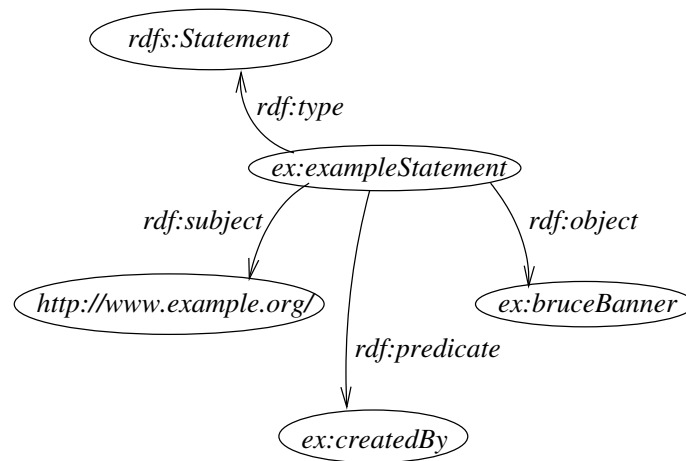 rdfs:Statement
rdf:type
ex:exampleStatement
rdf:subject
rdf:object
http://www.example.org/
ex:bruceBanner
rdf:predicate
ex:createdBy